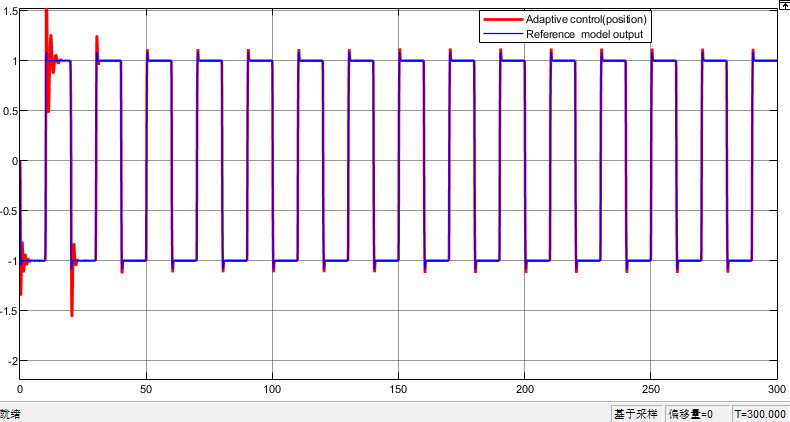 1.5
Adaptive control(position)
Reference model output
1
0.5
0
-0.5
-1
-1.5
-2
0 50 100 150 200 250 300
就绪 基于采样 偏移量=0 T=300.000